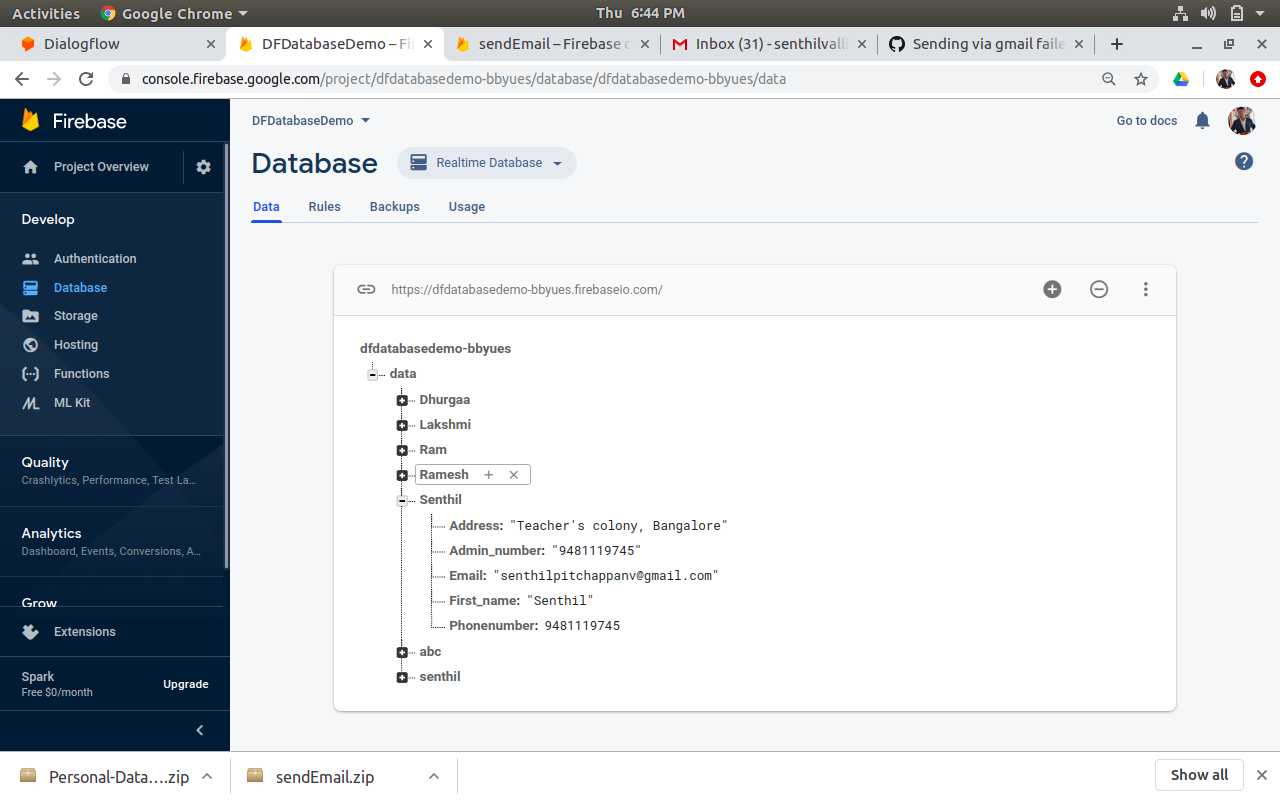 Activities Google Chrome Thu 6:44 PM
Dialogflow DFDatabaseDemo – Fi sendEmail – Firebase c Inbox (31) - senthilvalli Sending via gmail faile
console.firebase.google.com/project/dfdatabasedemo-bbyues/database/dfdatabasedemo-bbyues/data
Firebase
Project Overview
Develop
Authentication
Database
Storage
Hosting
Functions
ML Kit
Quality
Crashlytics, Performance, Test La...
Analytics
Dashboard, Events, Conversions, A...
Grow
Extensions
Spark
Free $0/month
Upgrade
DFDatabaseDemo
Go to docs
Database
Realtime Database
Data Rules Backups Usage
https://dfdatabasedemo-bbyues.firebaseio.com/
dfdatabasedemo-bbyues
data
Dhurgaa
Lakshmi
Ram
Ramesh
Senthil
Address: "Teacher's colony, Bangalore"
Admin_number: "9481119745"
Email: "senthilpitchappanv@gmail.com"
First_name: "Senthil"
Phonenumber: 9481119745
abc
senthil
Personal-Data....zip sendEmail.zip Show all